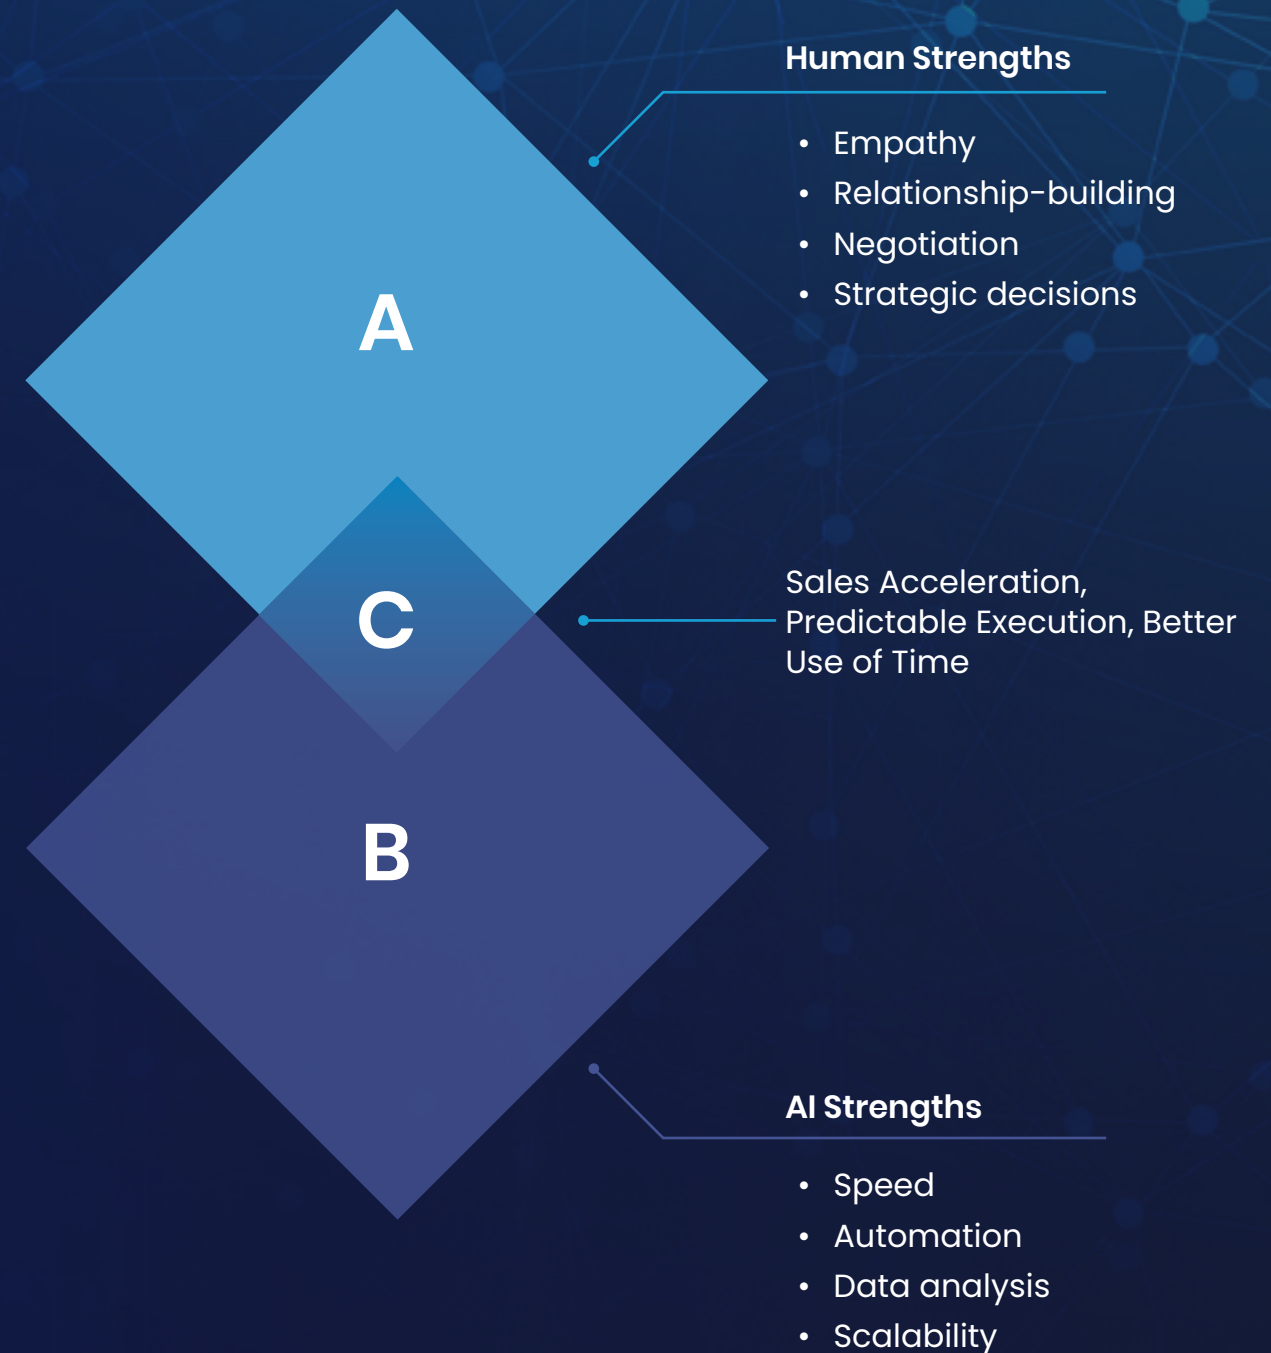 Human Strengths
• Empathy
• Relationship-building
• Negotiation
• Strategic decisions
A
C
Sales Acceleration,
Predictable Execution, Better
Use of Time
B
AI Strengths
• Speed
• Automation
• Data analysis
• Scalability